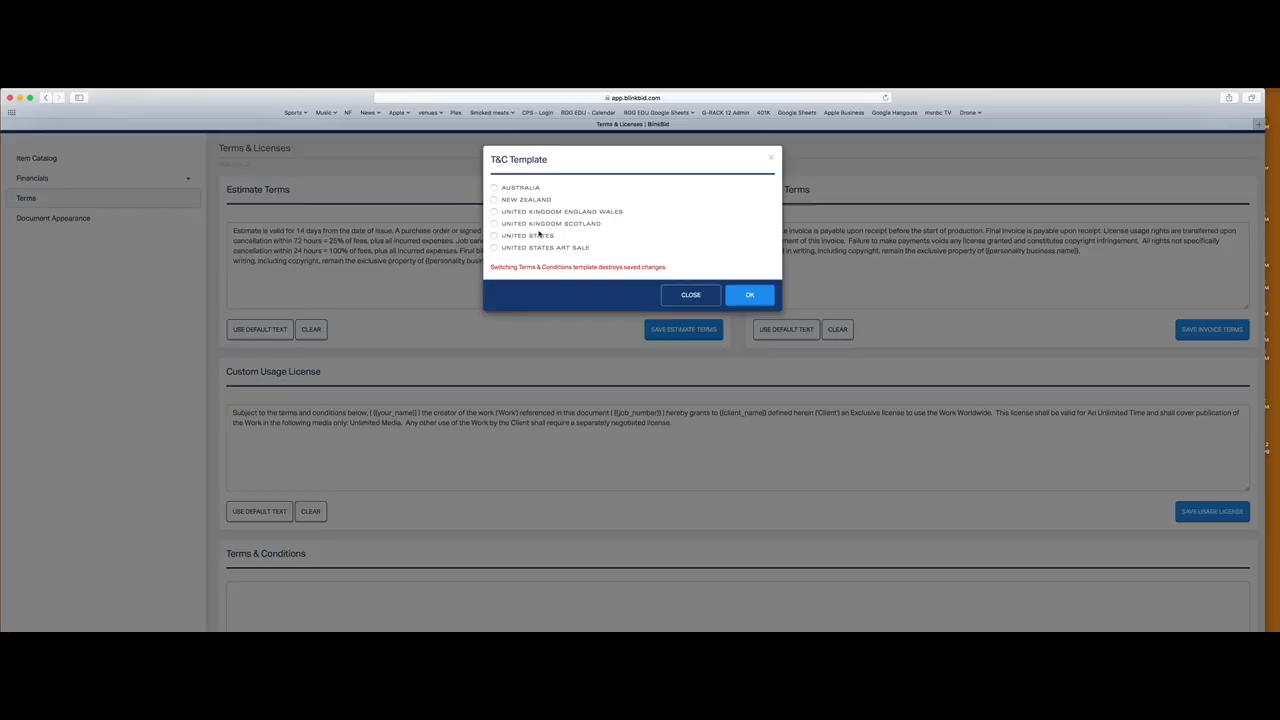 app.blinkbid.com
Sports Music NF News Apple venues Plex Smoked meats CPS - Login RGG EDU - Calendar RGG EDU Google Sheets G-RACK 12 Admin 401K Google Sheets Apple Business Google Hangouts msnbc TV Drone
Terms & Licenses | BlinkBid
Item Catalog
Financials
Terms
Document Appearance
Terms & Licenses
T&C Template
AUSTRALIA
NEW ZEALAND
UNITED KINGDOM ENGLAND WALES
UNITED KINGDOM SCOTLAND
UNITED STATES
UNITED STATES ART SALE
Switching Terms & Conditions template destroys saved changes.
CLOSE OK
Estimate Terms
Estimate is valid for 14 days from the date of issue. A purchase order or signed
cancellation within 72 hours = 25% of fees, plus all incurred expenses. Job
cancellation within 24 hours = 100% of fees, plus all incurred expenses. Final
writing, including copyright, remain the exclusive property of {{personality
USE DEFAULT TEXT CLEAR SAVE ESTIMATE TERMS
Terms
invoice is payable upon receipt before the start of production. Final Invoice is payable upon receipt. License usage rights are transferred upon
of this invoice. Failure to make payments voids any license granted and constitutes copyright infringement. All rights not specifically
writing, including copyright, remain the exclusive property of {{personality business name}}.
USE DEFAULT TEXT CLEAR SAVE INVOICE TERMS
Custom Usage License
Subject to the terms and conditions below, [ {{your_name}} ] the creator of the work ('Work') referenced in this document [ {{job_number}} ] hereby grants to {{client_name}} defined herein ('Client') an Exclusive license to use the Work Worldwide. This license shall be valid for An Unlimited Time and shall cover publication of
the Work in the following media only: Unlimited Media. Any other use of the Work by the Client shall require a separately negotiated license.
USE DEFAULT TEXT CLEAR SAVE USAGE LICENSE
Terms & Conditions